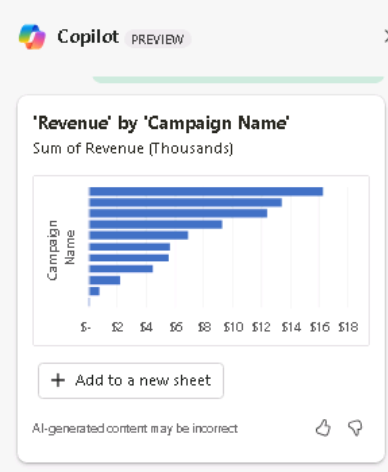 Copilot PREVIEW
'Revenue' by 'Campaign Name'
Sum of Revenue (Thousands)
Campaign
Name
$- $2 $4 $6 $8 $10 $12 $14 $16 $18
+ Add to a new sheet
AI-generated content may be incorrect